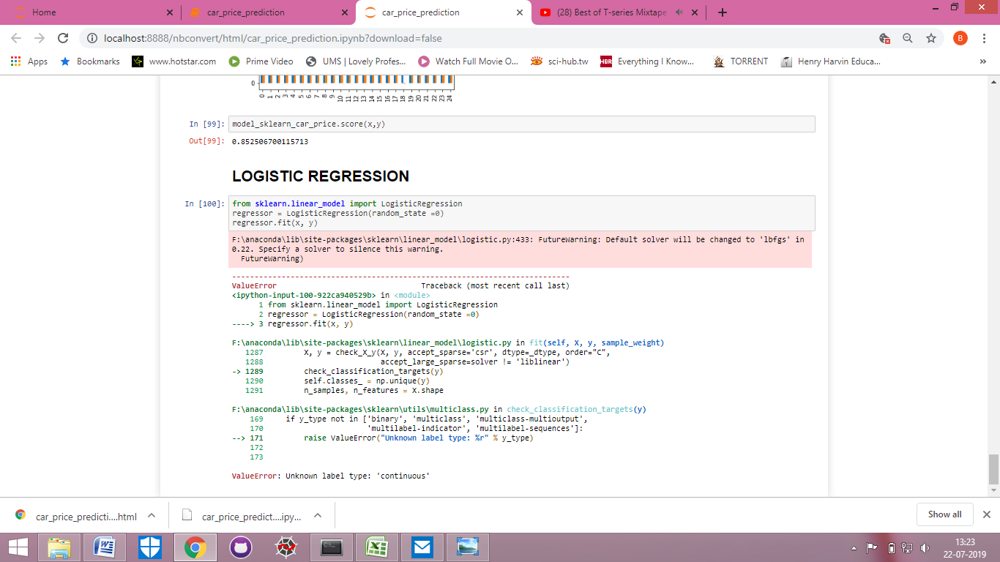 Home
car_price_prediction
car_price_prediction
(28) Best of T-series Mixtape
localhost:8888/nbconvert/html/car_price_prediction.ipynb?download=false
B
Apps
Bookmarks
www.hotstar.com
Prime Video
UMS | Lovely Profes...
Watch Full Movie O...
sci-hub.tw
HBR
Everything I Know...
TORRENT
Henry Harvin Educa...
»
0
0 1 2 3 4 5 6 7 8 9 10 11 12 13 14 15 16 17 18 19 20 21 22 23 24
In [99]: model_sklearn_car_price.score(x,y)
Out[99]: 0.852506700115713
LOGISTIC REGRESSION
In [100]: from sklearn.linear_model import LogisticRegression
regressor = LogisticRegression(random_state =0)
regressor.fit(x, y)
F:\anaconda\lib\site-packages\sklearn\linear_model\logistic.py:433: FutureWarning: Default solver will be changed to 'lbfgs' in
0.22. Specify a solver to silence this warning.
FutureWarning)
---------------------------------------------------------------------------
ValueError Traceback (most recent call last)
<ipython-input-100-922ca940529b> in <module>
1 from sklearn.linear_model import LogisticRegression
2 regressor = LogisticRegression(random_state =0)
----> 3 regressor.fit(x, y)
F:\anaconda\lib\site-packages\sklearn\linear_model\logistic.py in fit(self, X, y, sample_weight)
1287 X, y = check_X_y(X, y, accept_sparse='csr', dtype=_dtype, order="C",
1288 accept_large_sparse=solver != 'liblinear')
-> 1289 check_classification_targets(y)
1290 self.classes_ = np.unique(y)
1291 n_samples, n_features = X.shape
F:\anaconda\lib\site-packages\sklearn\utils\multiclass.py in check_classification_targets(y)
169 if y_type not in ['binary', 'multiclass', 'multiclass-multioutput',
170 'multilabel-indicator', 'multilabel-sequences']:
--> 171 raise ValueError("Unknown label type: %r" % y_type)
172
173
ValueError: Unknown label type: 'continuous'
car_price_predicti....html
car_price_predict....ipy...
Show all
13:23
22-07-2019